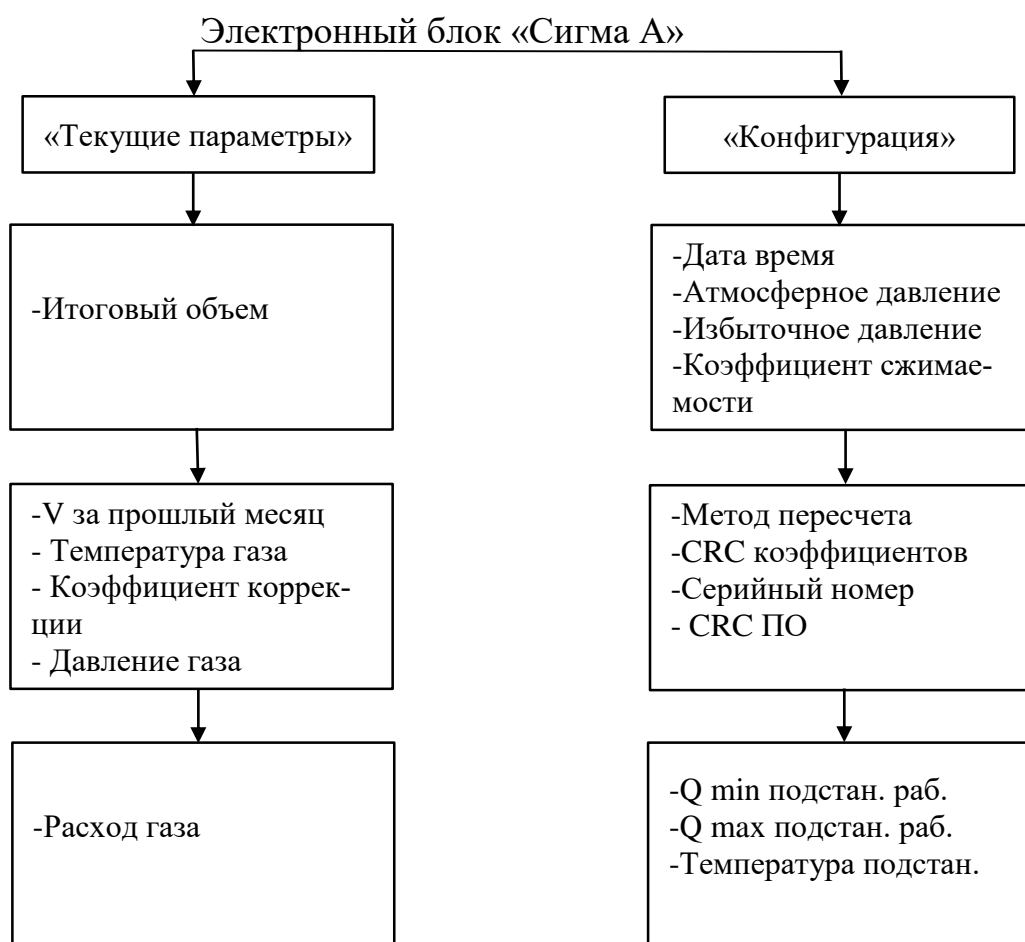 Электронный блок «Сигма А»
«Текущие параметры»
-Итоговый объем
-V за прошлый месяц
- Температура газа
- Коэффициент коррек-
ции
- Давление газа
-Расход газа
«Конфигурация»
-Дата время
-Атмосферное давление
-Избыточное давление
-Коэффициент сжимае-
мости
-Метод пересчета
-CRC коэффициентов
-Серийный номер
- CRC ПО
-Q min подстан. раб.
-Q max подстан. раб.
-Температура подстан.